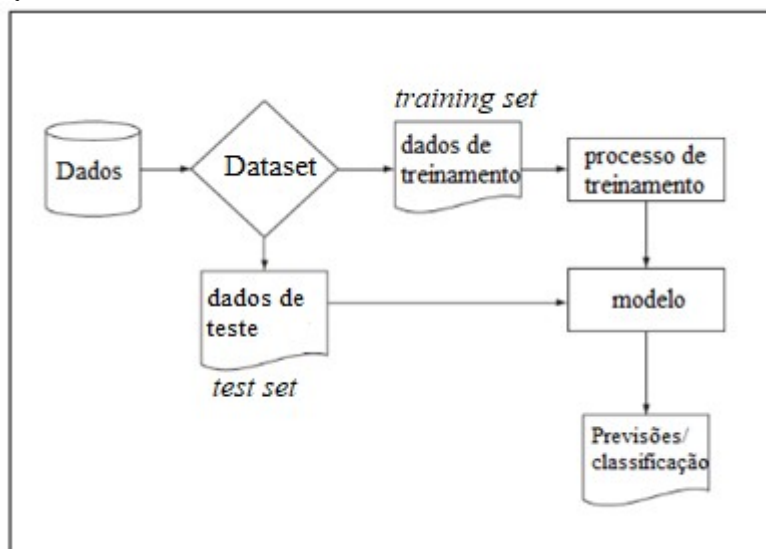 training set
Dados
Dataset
dados de
treinamento
processo de
treinamento
dados de
teste
modelo
test set
Previsões/
classificação